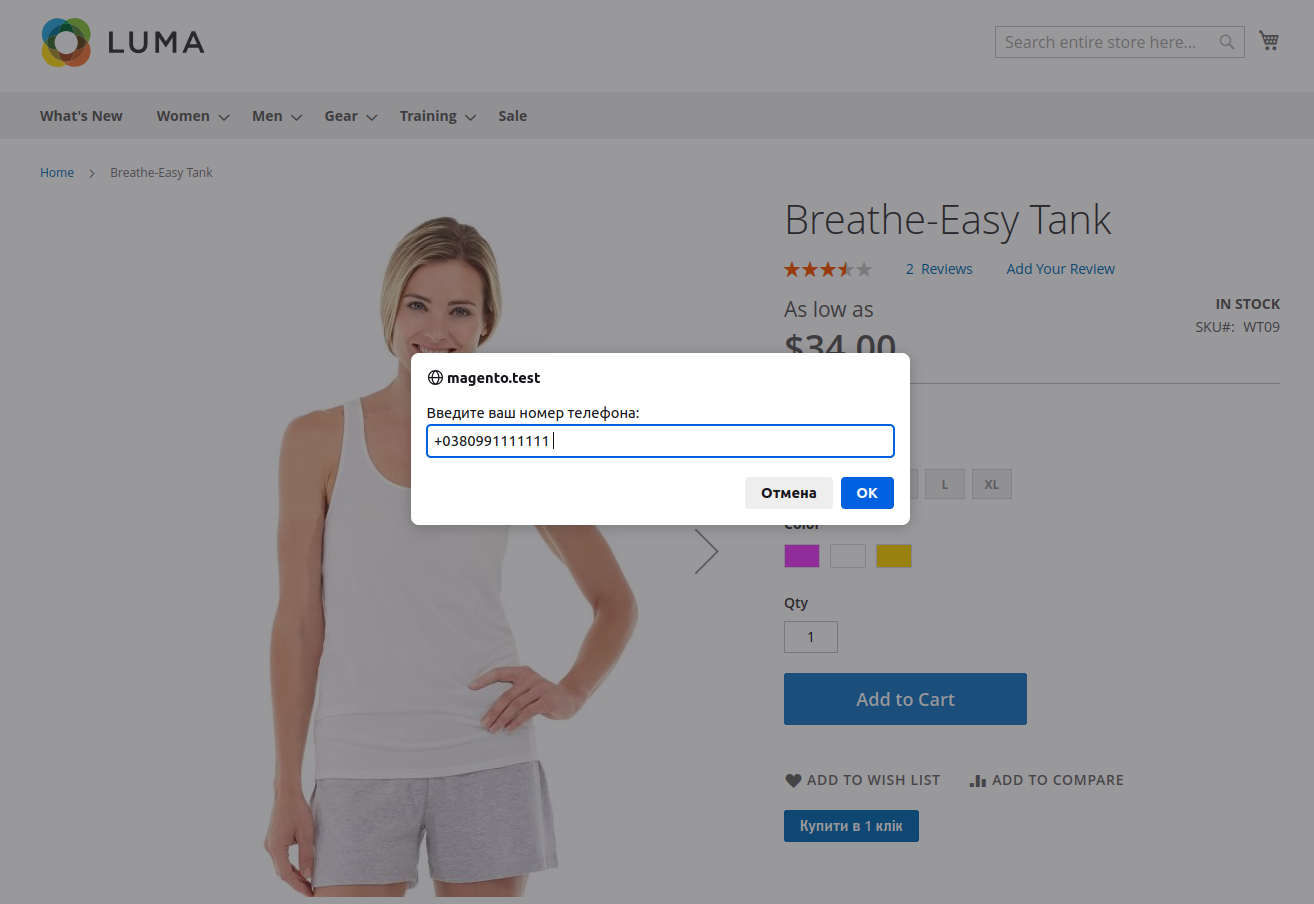 LUMA
Search entire store here...
What's New Women Men Gear Training Sale
Home Breathe-Easy Tank
Breathe-Easy Tank
2 Reviews Add Your Review
As low as
IN STOCK
$34.00
SKU#: WT09
magento.test
Введите ваш номер телефона:
+0380991111111
Отмена OK
L XL
Color
Qty
1
Add to Cart
ADD TO WISH LIST ADD TO COMPARE
Купити в 1 клік